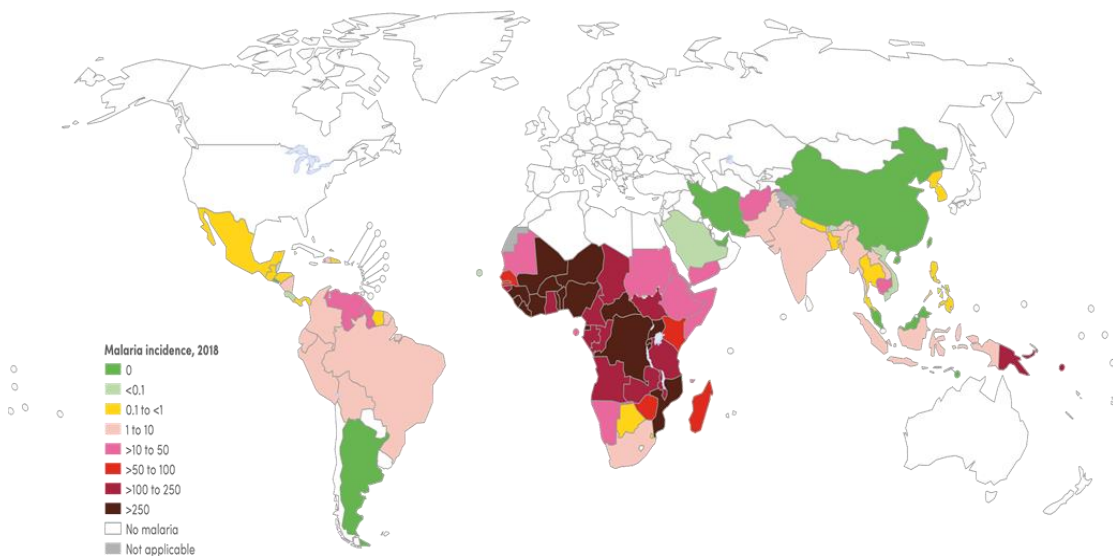 Malaria incidence, 2018
0
<0.1
0.1 to <1
1 to 10
>10 to 50
>50 to 100
>100 to 250
>250
No malaria
Not applicable